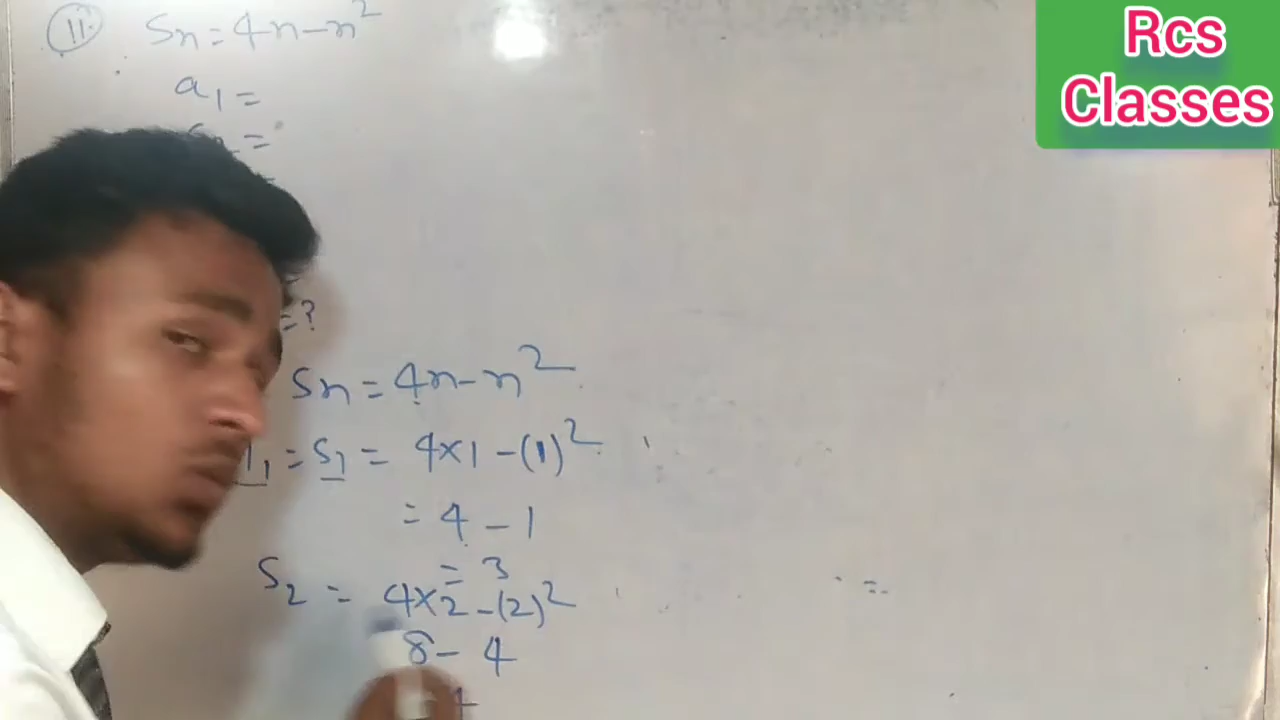 Rcs
Classes
11. Sn = 4n - n²
a₁ =
=
= ?
Sn = 4n - n²
₁ = S₁ = 4×1 - (1)²
= 4 - 1
= 3
S₂ = 4×2 - (2)²
8 - 4